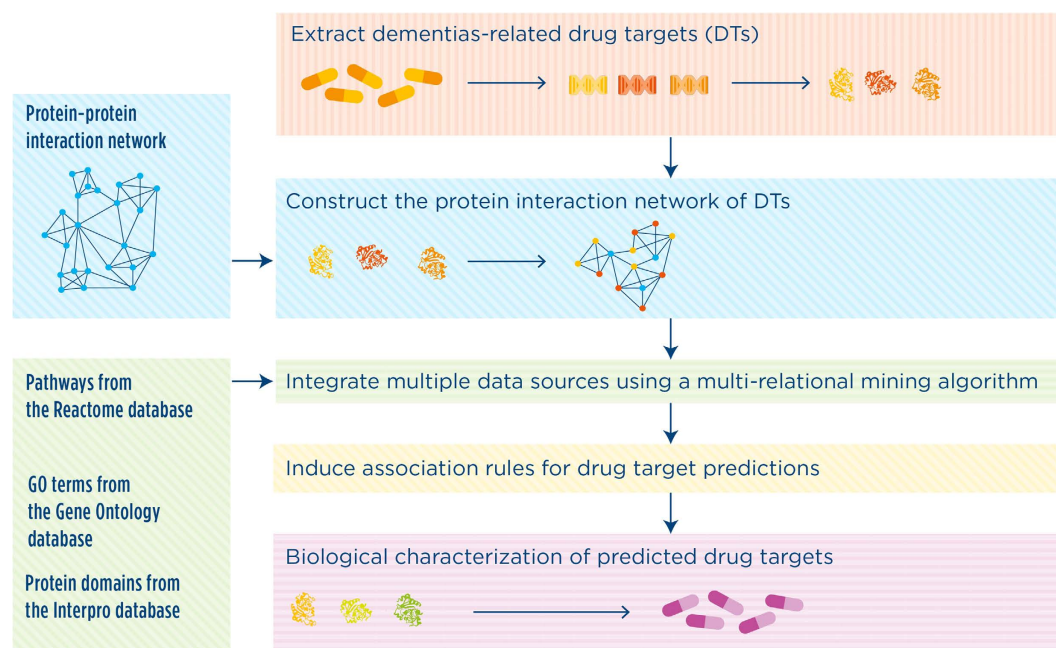 Extract dementias-related drug targets (DTs)
Protein-protein
interaction network
Construct the protein interaction network of DTs
Pathways from
the Reactome database
GO terms from
the Gene Ontology
database
Protein domains from
the Interpro database
Integrate multiple data sources using a multi-relational mining algorithm
Induce association rules for drug target predictions
Biological characterization of predicted drug targets